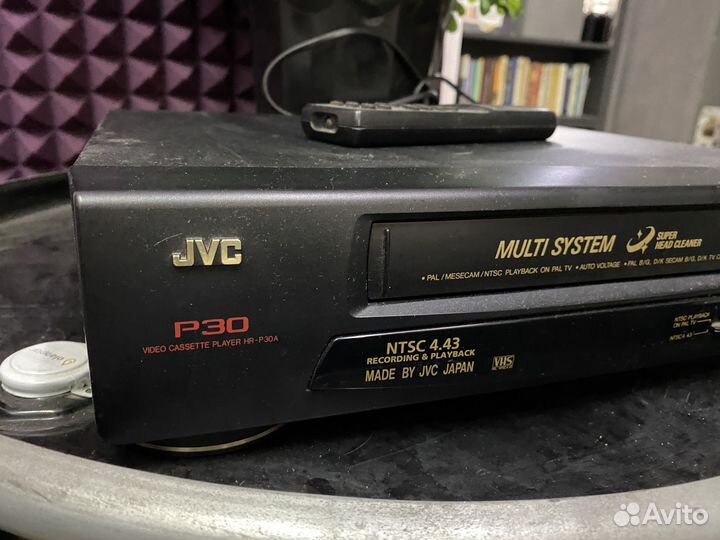 JVC
P30
VIDEO CASSETTE PLAYER HR-P30A
MULTI SYSTEM
SUPER
HEAD CLEANER
• PAL/MESECAM/NTSC PLAYBACK ON PAL TV • AUTO VOLTAGE • PAL B/G, D/K SECAM B/G, D/K TV
NTSC 4.43
RECORDING & PLAYBACK
MADE BY JVC JAPAN
VHS
NTSC PLAYBACK
ON PAL TV
NTSC 4.43
Avito